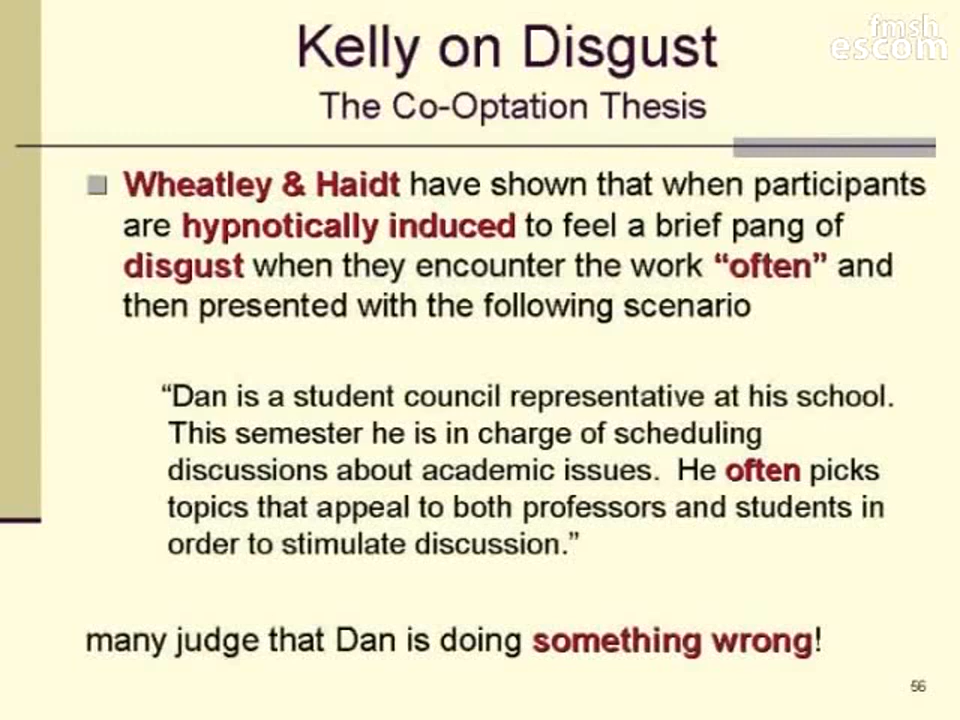 fmsh
escom
Kelly on Disgust
The Co-Optation Thesis
Wheatley & Haidt have shown that when participants
are hypnotically induced to feel a brief pang of
disgust when they encounter the work “often” and
then presented with the following scenario
“Dan is a student council representative at his school.
This semester he is in charge of scheduling
discussions about academic issues. He often picks
topics that appeal to both professors and students in
order to stimulate discussion.”
many judge that Dan is doing something wrong!
56